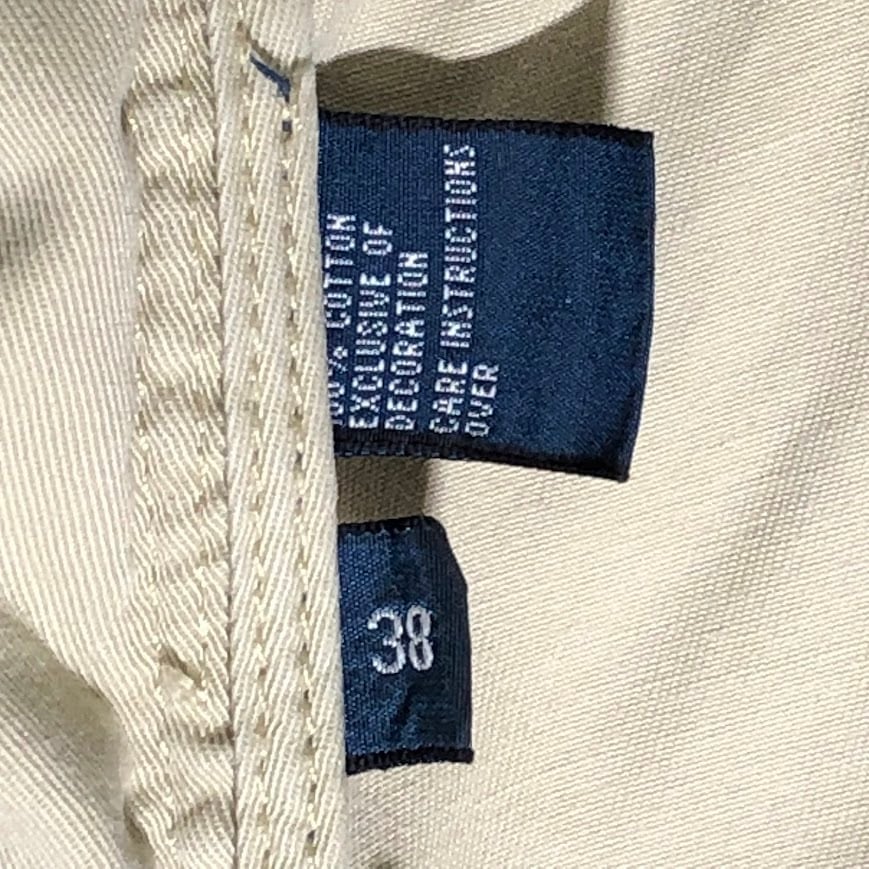 00% COTTON
EXCLUSIVE OF
DECORATION
CARE INSTRUCTIONS
OVER
38